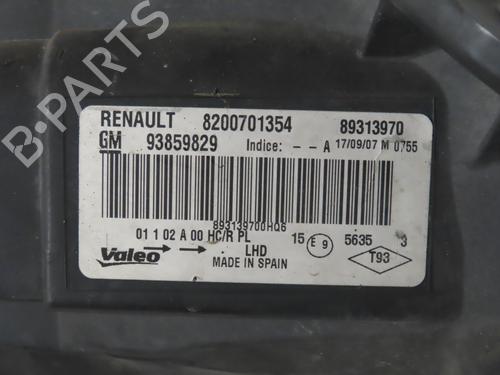 RENAULT 8200701354 89313970
GM 93859829 Indice: - - A 17/09/07 M 0755
893139700HQ6
01 1 02 A 00 HC/R PL 15 E 9 5635 3
Valeo LHD T93
MADE IN SPAIN
B-PARTS